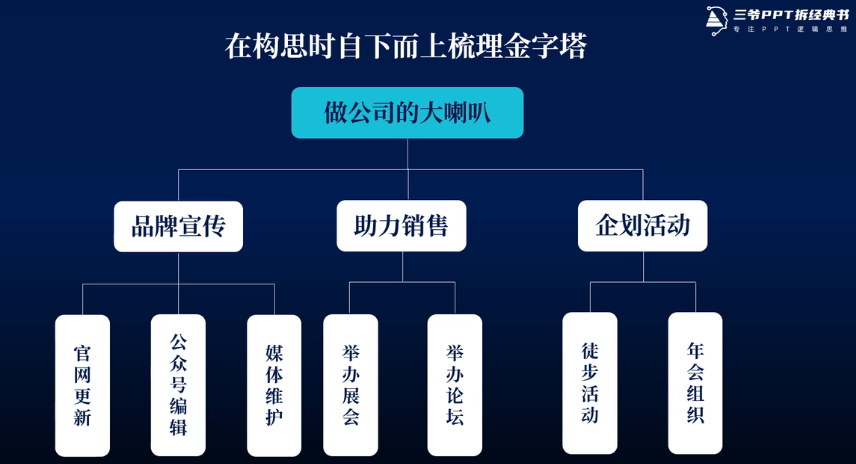 三爷PPT拆经典书
专注PPT逻辑思维
在构思时自下而上梳理金字塔
做公司的大喇叭
品牌宣传
助力销售
企划活动
官网更新
公众号编辑
媒体维护
举办展会
举办论坛
徒步活动
年会组织